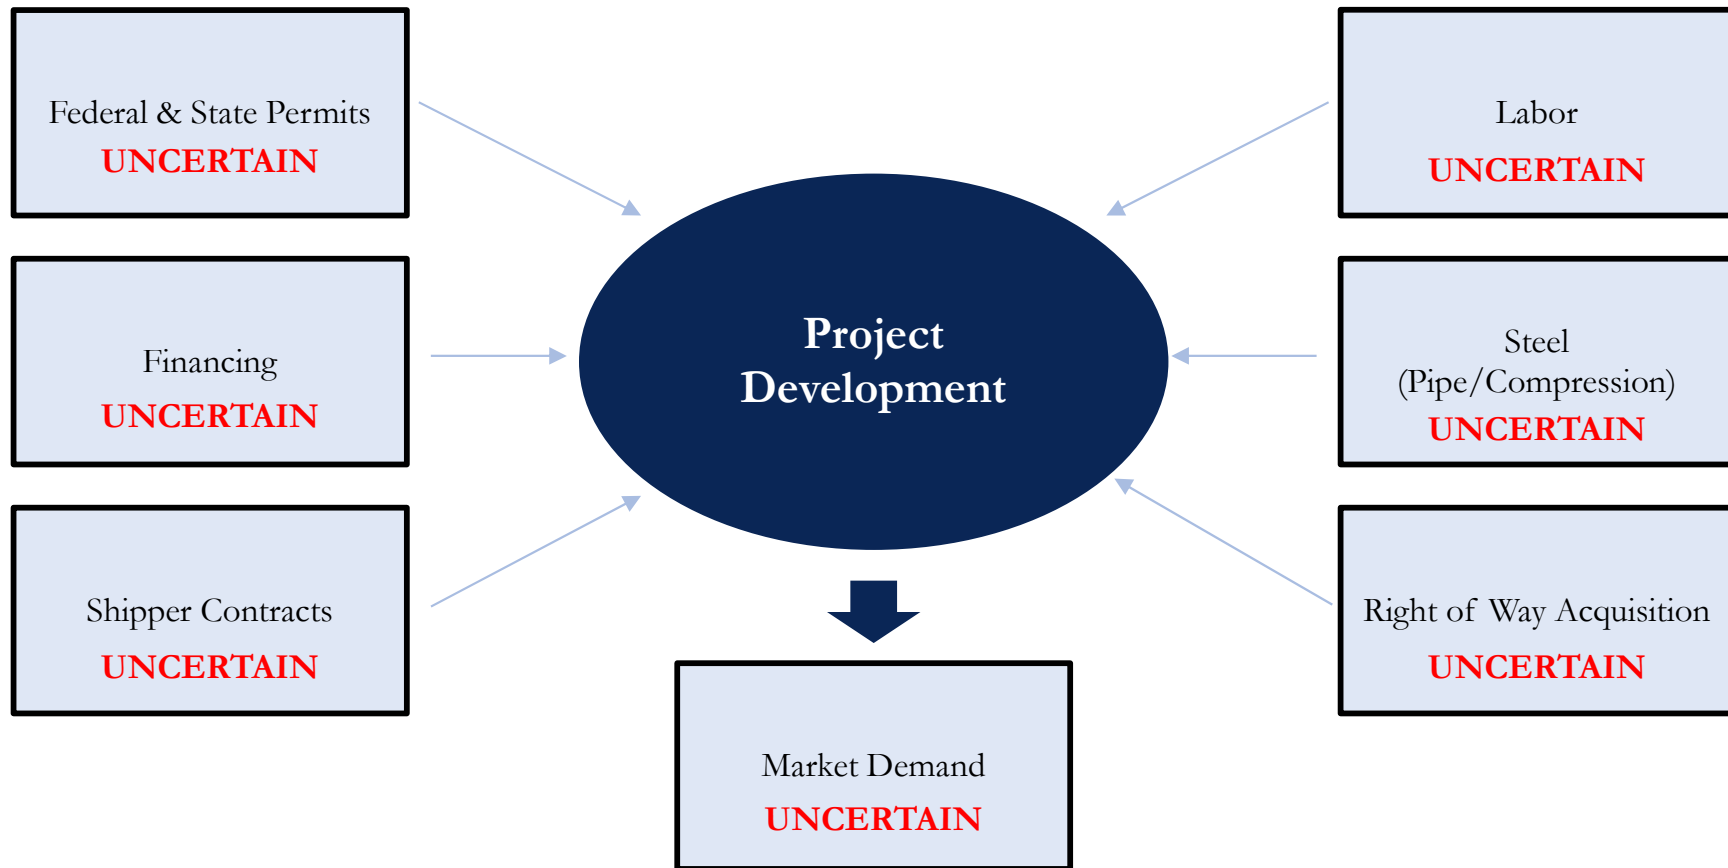 Federal & State Permits
UNCERTAIN
Financing
UNCERTAIN
Shipper Contracts
UNCERTAIN
Project
Development
Market Demand
UNCERTAIN
Labor
UNCERTAIN
Steel
(Pipe/Compression)
UNCERTAIN
Right of Way Acquisition
UNCERTAIN